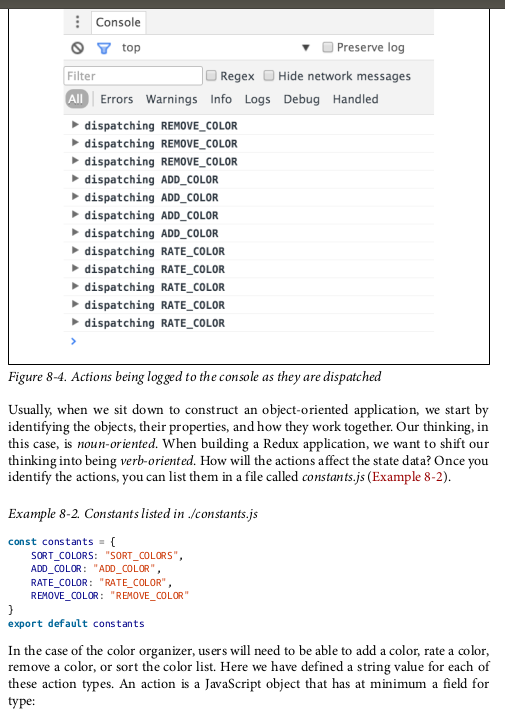 Console
top
Preserve log
Filter
Regex
Hide network messages
All
Errors
Warnings
Info
Logs
Debug
Handled
dispatching REMOVE_COLOR
dispatching REMOVE_COLOR
dispatching REMOVE_COLOR
dispatching ADD_COLOR
dispatching ADD_COLOR
dispatching ADD_COLOR
dispatching ADD_COLOR
dispatching RATE_COLOR
dispatching RATE_COLOR
dispatching RATE_COLOR
dispatching RATE_COLOR
dispatching RATE_COLOR
Figure 8-4. Actions being logged to the console as they are dispatched
Usually, when we sit down to construct an object-oriented application, we start by
identifying the objects, their properties, and how they work together. Our thinking, in
this case, is noun-oriented. When building a Redux application, we want to shift our
thinking into being verb-oriented. How will the actions affect the state data? Once you
identify the actions, you can list them in a file called constants.js (Example 8-2).
Example 8-2. Constants listed in ./constants.js
const constants = {
    SORT_COLORS: "SORT_COLORS",
    ADD_COLOR: "ADD_COLOR",
    RATE_COLOR: "RATE_COLOR",
    REMOVE_COLOR: "REMOVE_COLOR"
}
export default constants
In the case of the color organizer, users will need to be able to add a color, rate a color,
remove a color, or sort the color list. Here we have defined a string value for each of
these action types. An action is a JavaScript object that has at minimum a field for
type: